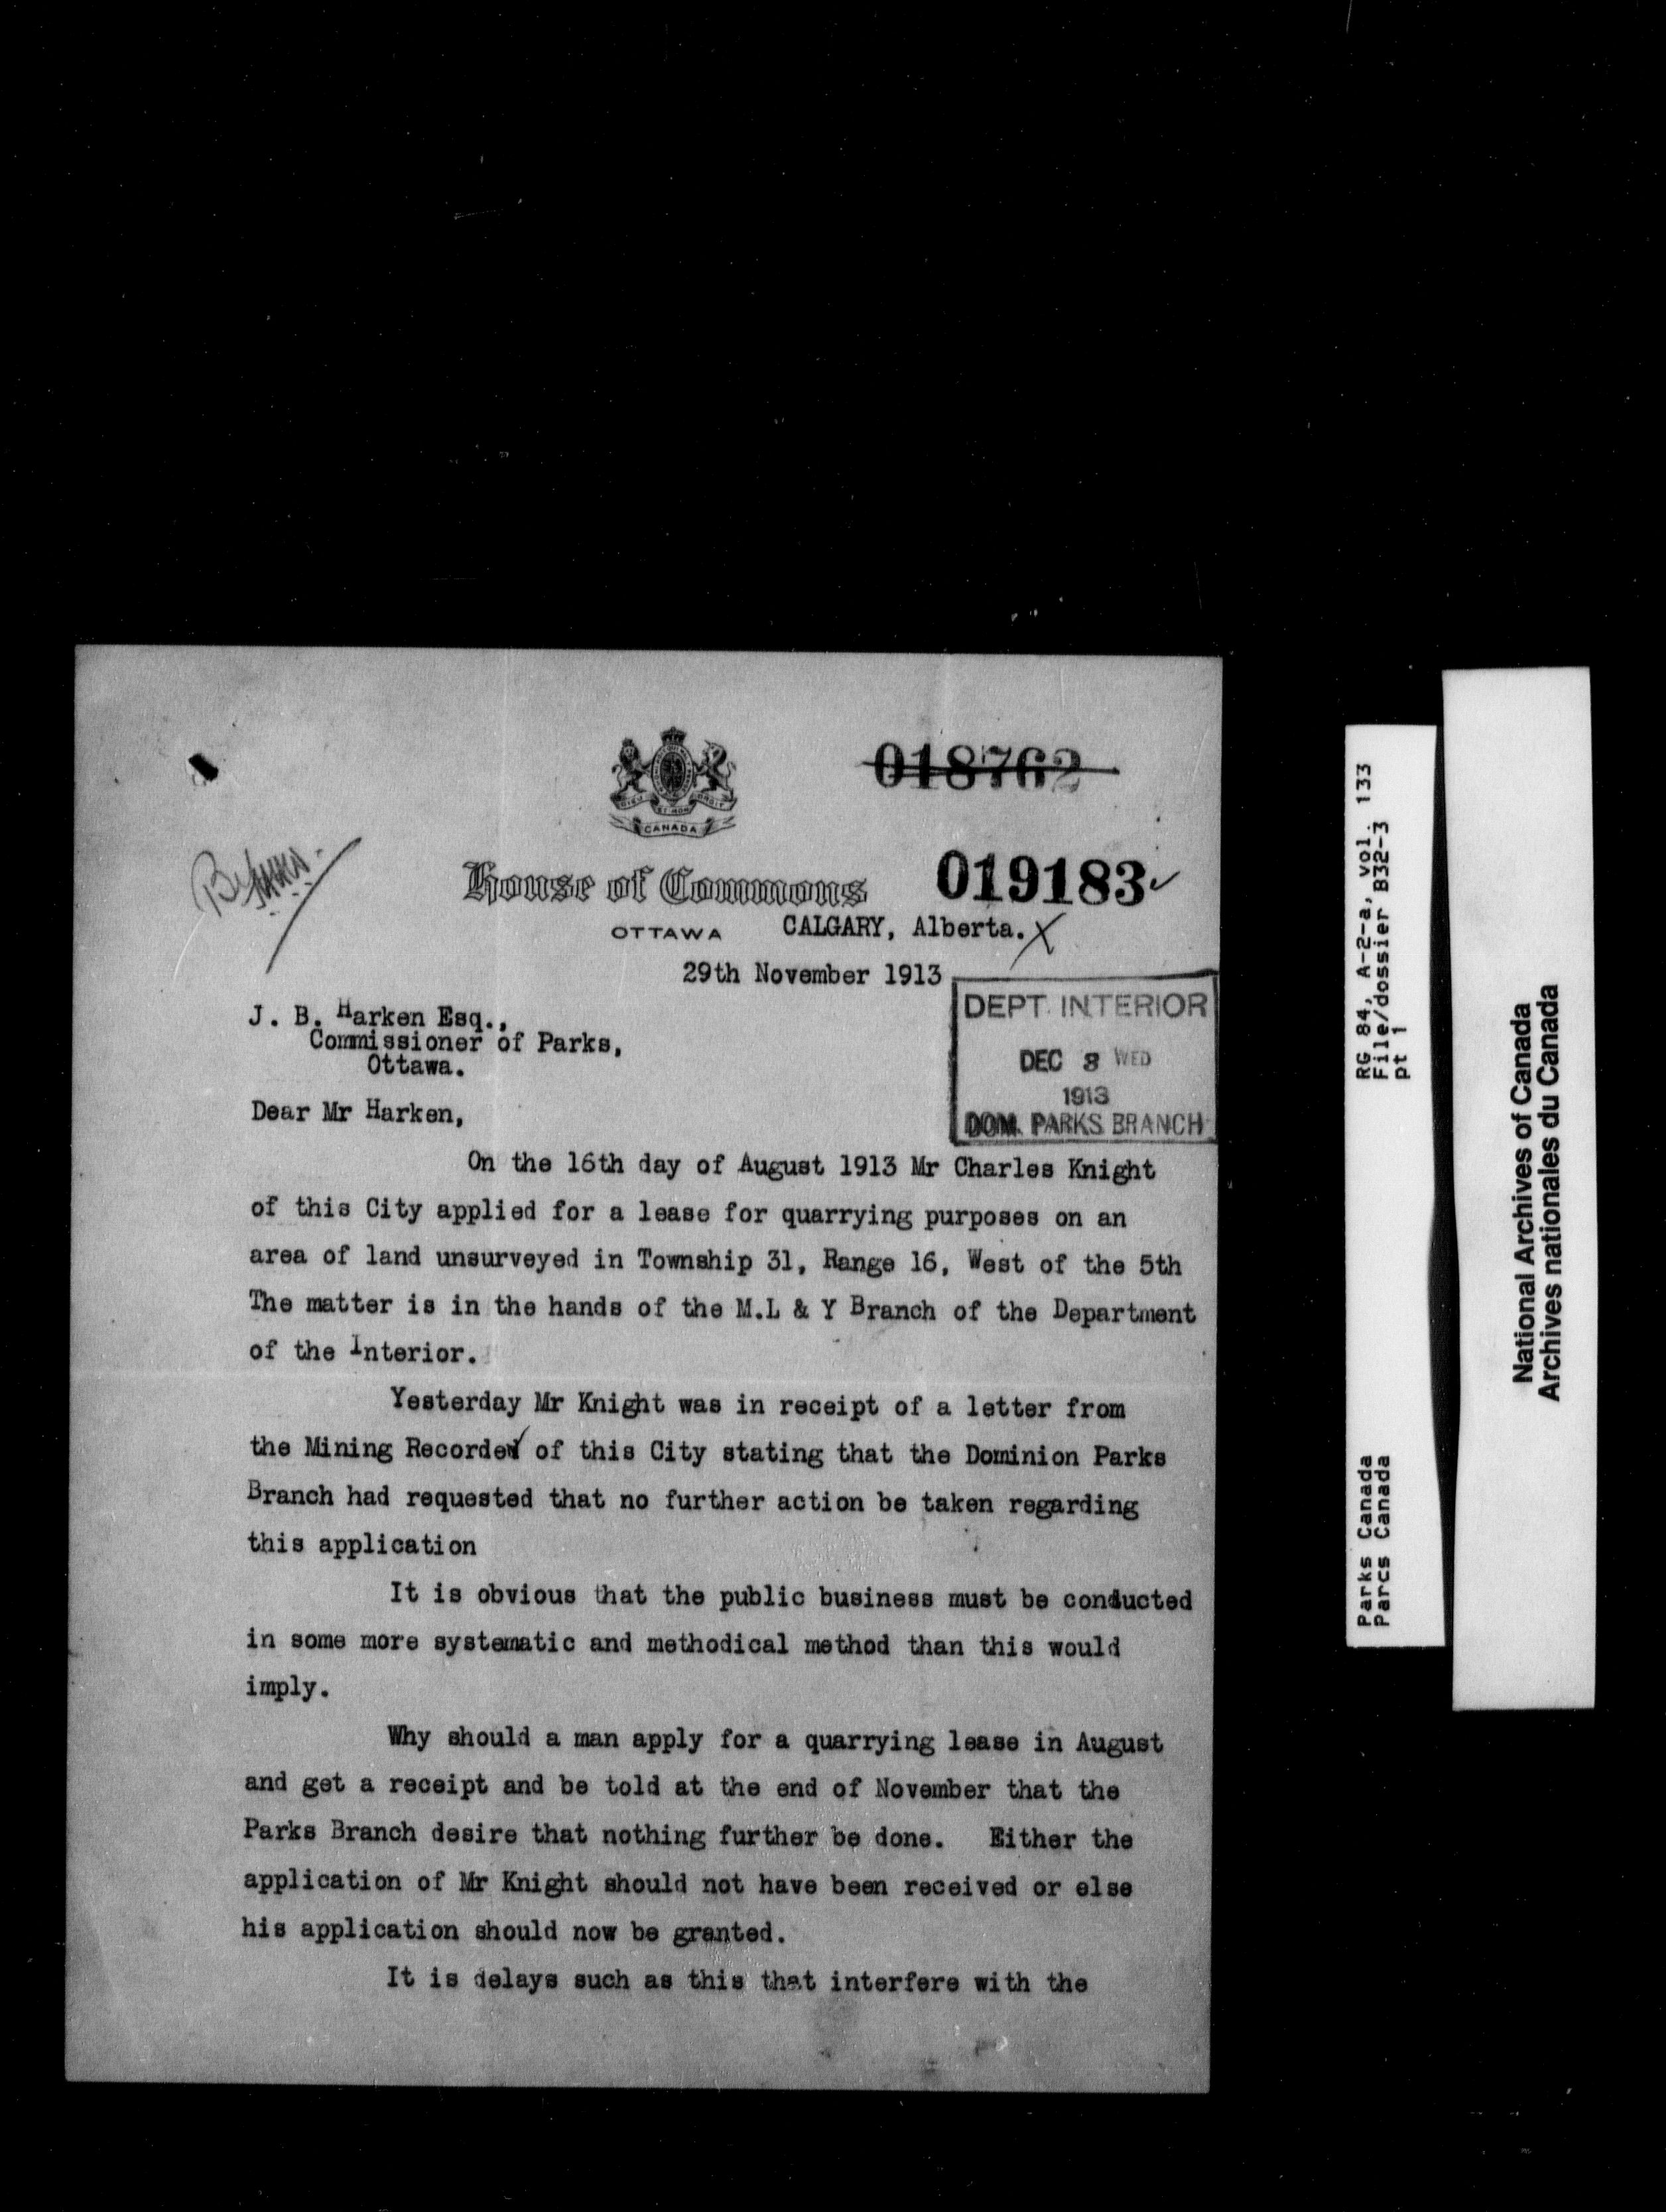 CANADA
018762
House of Commons
019183
OTTAWA
CALGARY, Alberta. X
29th November 1913
DEPT. INTERIOR
DEC 3 WED
1913
DOM. PARKS BRANCH
J. B. Harken Esq.,
Commissioner of Parks,
Ottawa.
Dear Mr Harken,
On the 16th day of August 1913 Mr Charles Knight
of this City applied for a lease for quarrying purposes on an
area of land unsurveyed in Township 31, Range 16, West of the 5th
The matter is in the hands of the M.L & Y Branch of the Department
of the Interior.
Yesterday Mr Knight was in receipt of a letter from
the Mining Recorder of this City stating that the Dominion Parks
Branch had requested that no further action be taken regarding
this application
It is obvious that the public business must be conducted
in some more systematic and methodical method than this would
imply.
Why should a man apply for a quarrying lease in August
and get a receipt and be told at the end of November that the
Parks Branch desire that nothing further be done. Either the
application of Mr Knight should not have been received or else
his application should now be granted.
It is delays such as this that interfere with the
Parks Canada
Parcs Canada
RG 84, A-2-a, vol. 133
File/dossier B32-3
pt 1
National Archives of Canada
Archives nationales du Canada